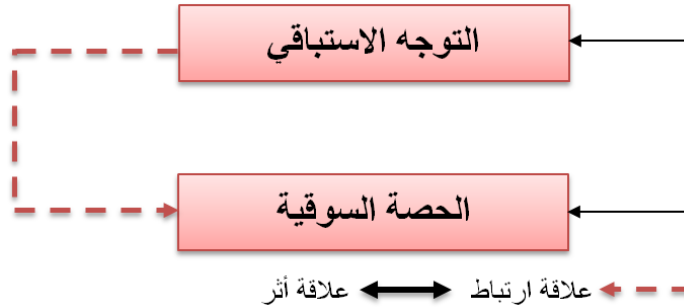 التوجه الاستباقي
الحصة السوقية
علاقة ارتباط علاقة أثر